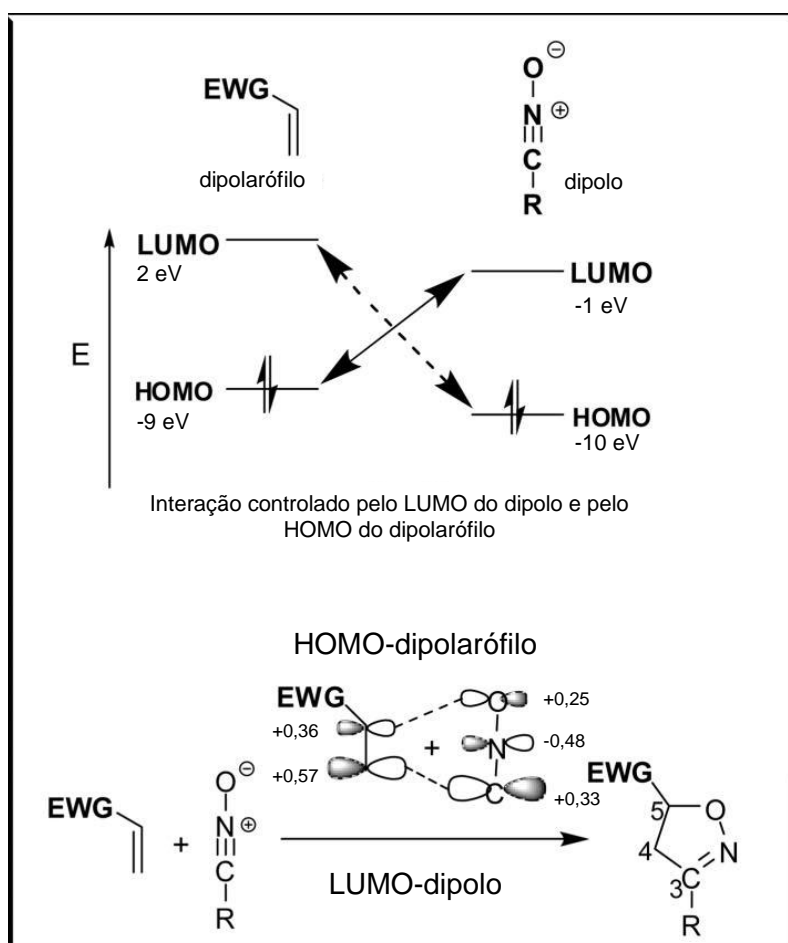 O⊖
EWG
N⊕
C
R
dipolarófilo
dipolo
LUMO
2 eV
LUMO
-1 eV
E
HOMO
-9 eV
HOMO
-10 eV
Interação controlado pelo LUMO do dipolo e pelo
HOMO do dipolarófilo
HOMO-dipolarófilo
EWG
O
+0,25
+0,36
+
N
-0,48
+0,57
C
+0,33
EWG
+
O⊖
N⊕
C
R
LUMO-dipolo
EWG
5
O
4
N
3
C
R